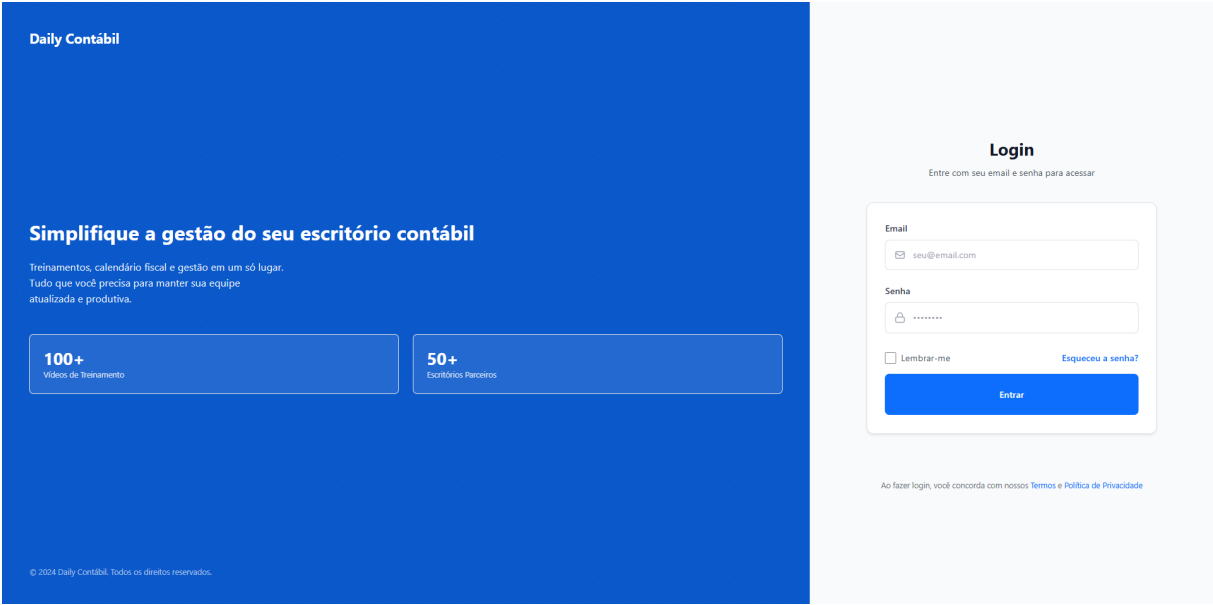 Daily Contábil
Simplifique a gestão do seu escritório contábil
Treinamentos, calendário fiscal e gestão em um só lugar.
Tudo que você precisa para manter sua equipe
atualizada e produtiva.
100+
Vídeos de Treinamento
50+
Escritórios Parceiros
© 2024 Daily Contábil. Todos os direitos reservados.
Login
Entre com seu email e senha para acessar
Email
seu@email.com
Senha
••••••••
Lembrar-me
Esqueceu a senha?
Entrar
Ao fazer login, você concorda com nossos Termos e Política de Privacidade